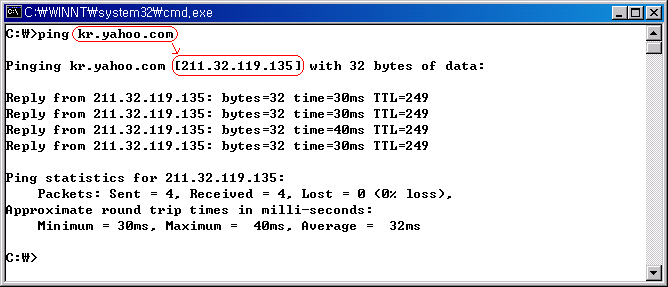 C:₩WINNT₩system32₩cmd.exe
C:₩>ping kr.yahoo.com
Pinging kr.yahoo.com [211.32.119.135] with 32 bytes of data:
Reply from 211.32.119.135: bytes=32 time=30ms TTL=249
Reply from 211.32.119.135: bytes=32 time=30ms TTL=249
Reply from 211.32.119.135: bytes=32 time=40ms TTL=249
Reply from 211.32.119.135: bytes=32 time=30ms TTL=249
Ping statistics for 211.32.119.135:
    Packets: Sent = 4, Received = 4, Lost = 0 (0% loss),
Approximate round trip times in milli-seconds:
    Minimum = 30ms, Maximum =  40ms, Average =  32ms
C:₩>